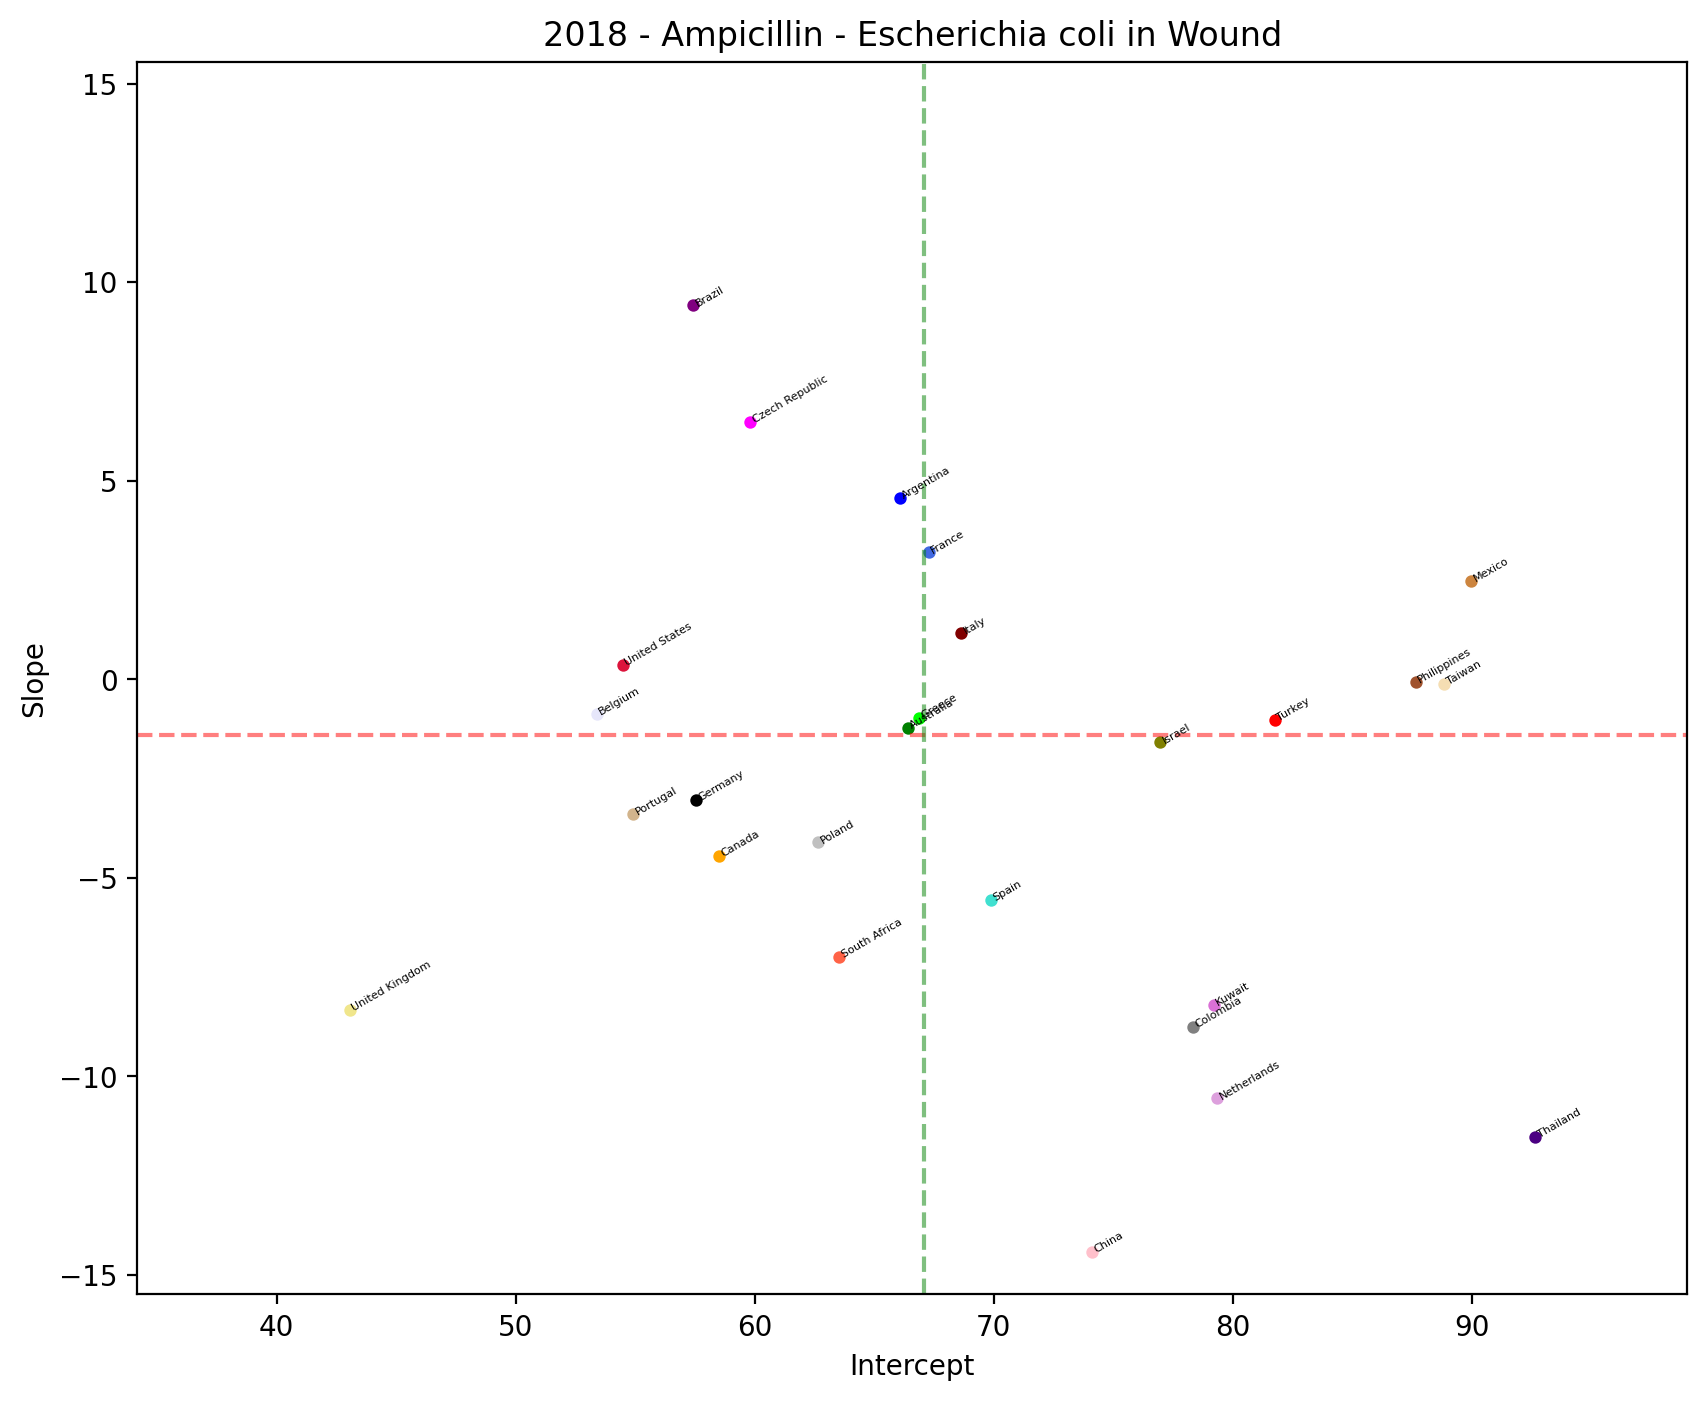 2018 - Ampicillin - Escherichia coli in Wound
15
10
5
0
−5
−10
−15
Slope
Brazil
Czech Republic
Argentina
France
Mexico
Italy
United States
Philippines
Taiwan
Belgium
Greece
Australia
Turkey
Israel
Portugal
Germany
Canada
Poland
Spain
South Africa
United Kingdom
Kuwait
Colombia
Netherlands
Thailand
China
40 50 60 70 80 90
Intercept